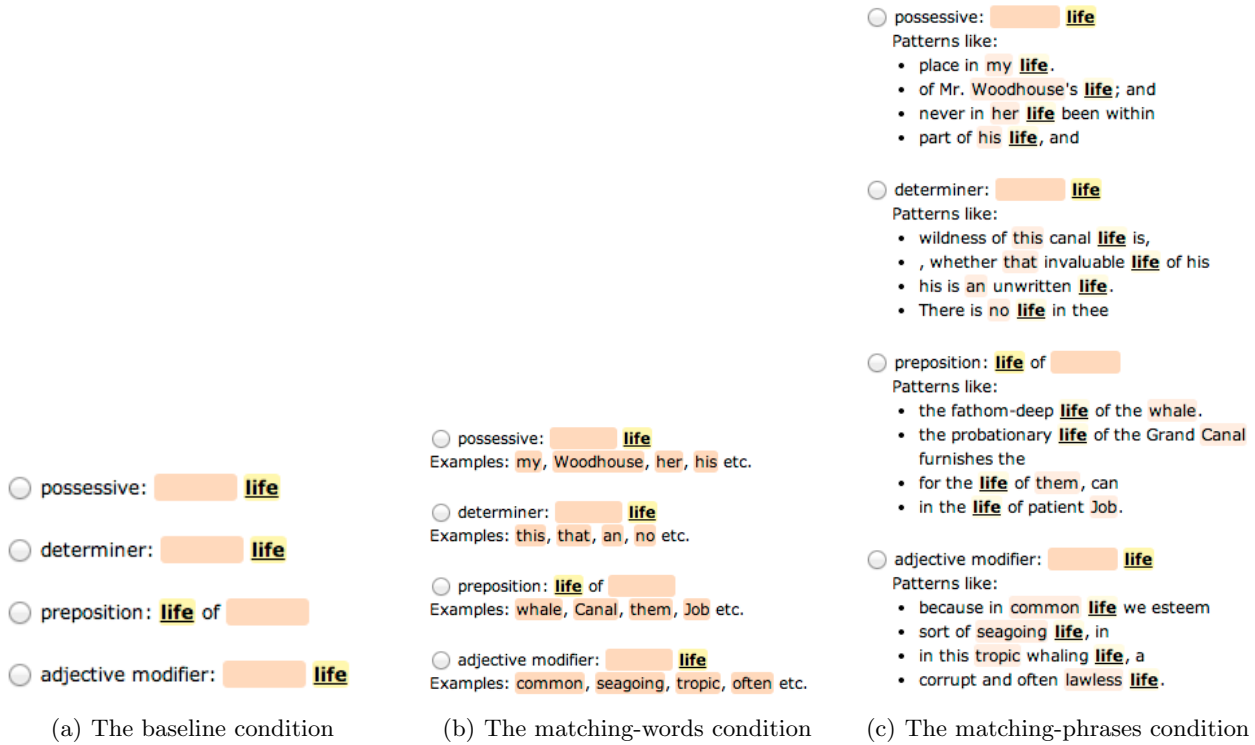 possessive: life
determiner: life
preposition: life of
adjective modifier: life
(a) The baseline condition
possessive: life
Examples: my, Woodhouse, her, his etc.
determiner: life
Examples: this, that, an, no etc.
preposition: life of
Examples: whale, Canal, them, Job etc.
adjective modifier: life
Examples: common, seagoing, tropic, often etc.
(b) The matching-words condition
possessive: life
Patterns like:
• place in my life.
• of Mr. Woodhouse's life; and
• never in her life been within
• part of his life, and
determiner: life
Patterns like:
• wildness of this canal life is,
• , whether that invaluable life of his
• his is an unwritten life.
• There is no life in thee
preposition: life of
Patterns like:
• the fathom-deep life of the whale.
• the probationary life of the Grand Canal
furnishes the
• for the life of them, can
• in the life of patient Job.
adjective modifier: life
Patterns like:
• because in common life we esteem
• sort of seagoing life, in
• in this tropic whaling life, a
• corrupt and often lawless life.
(c) The matching-phrases condition